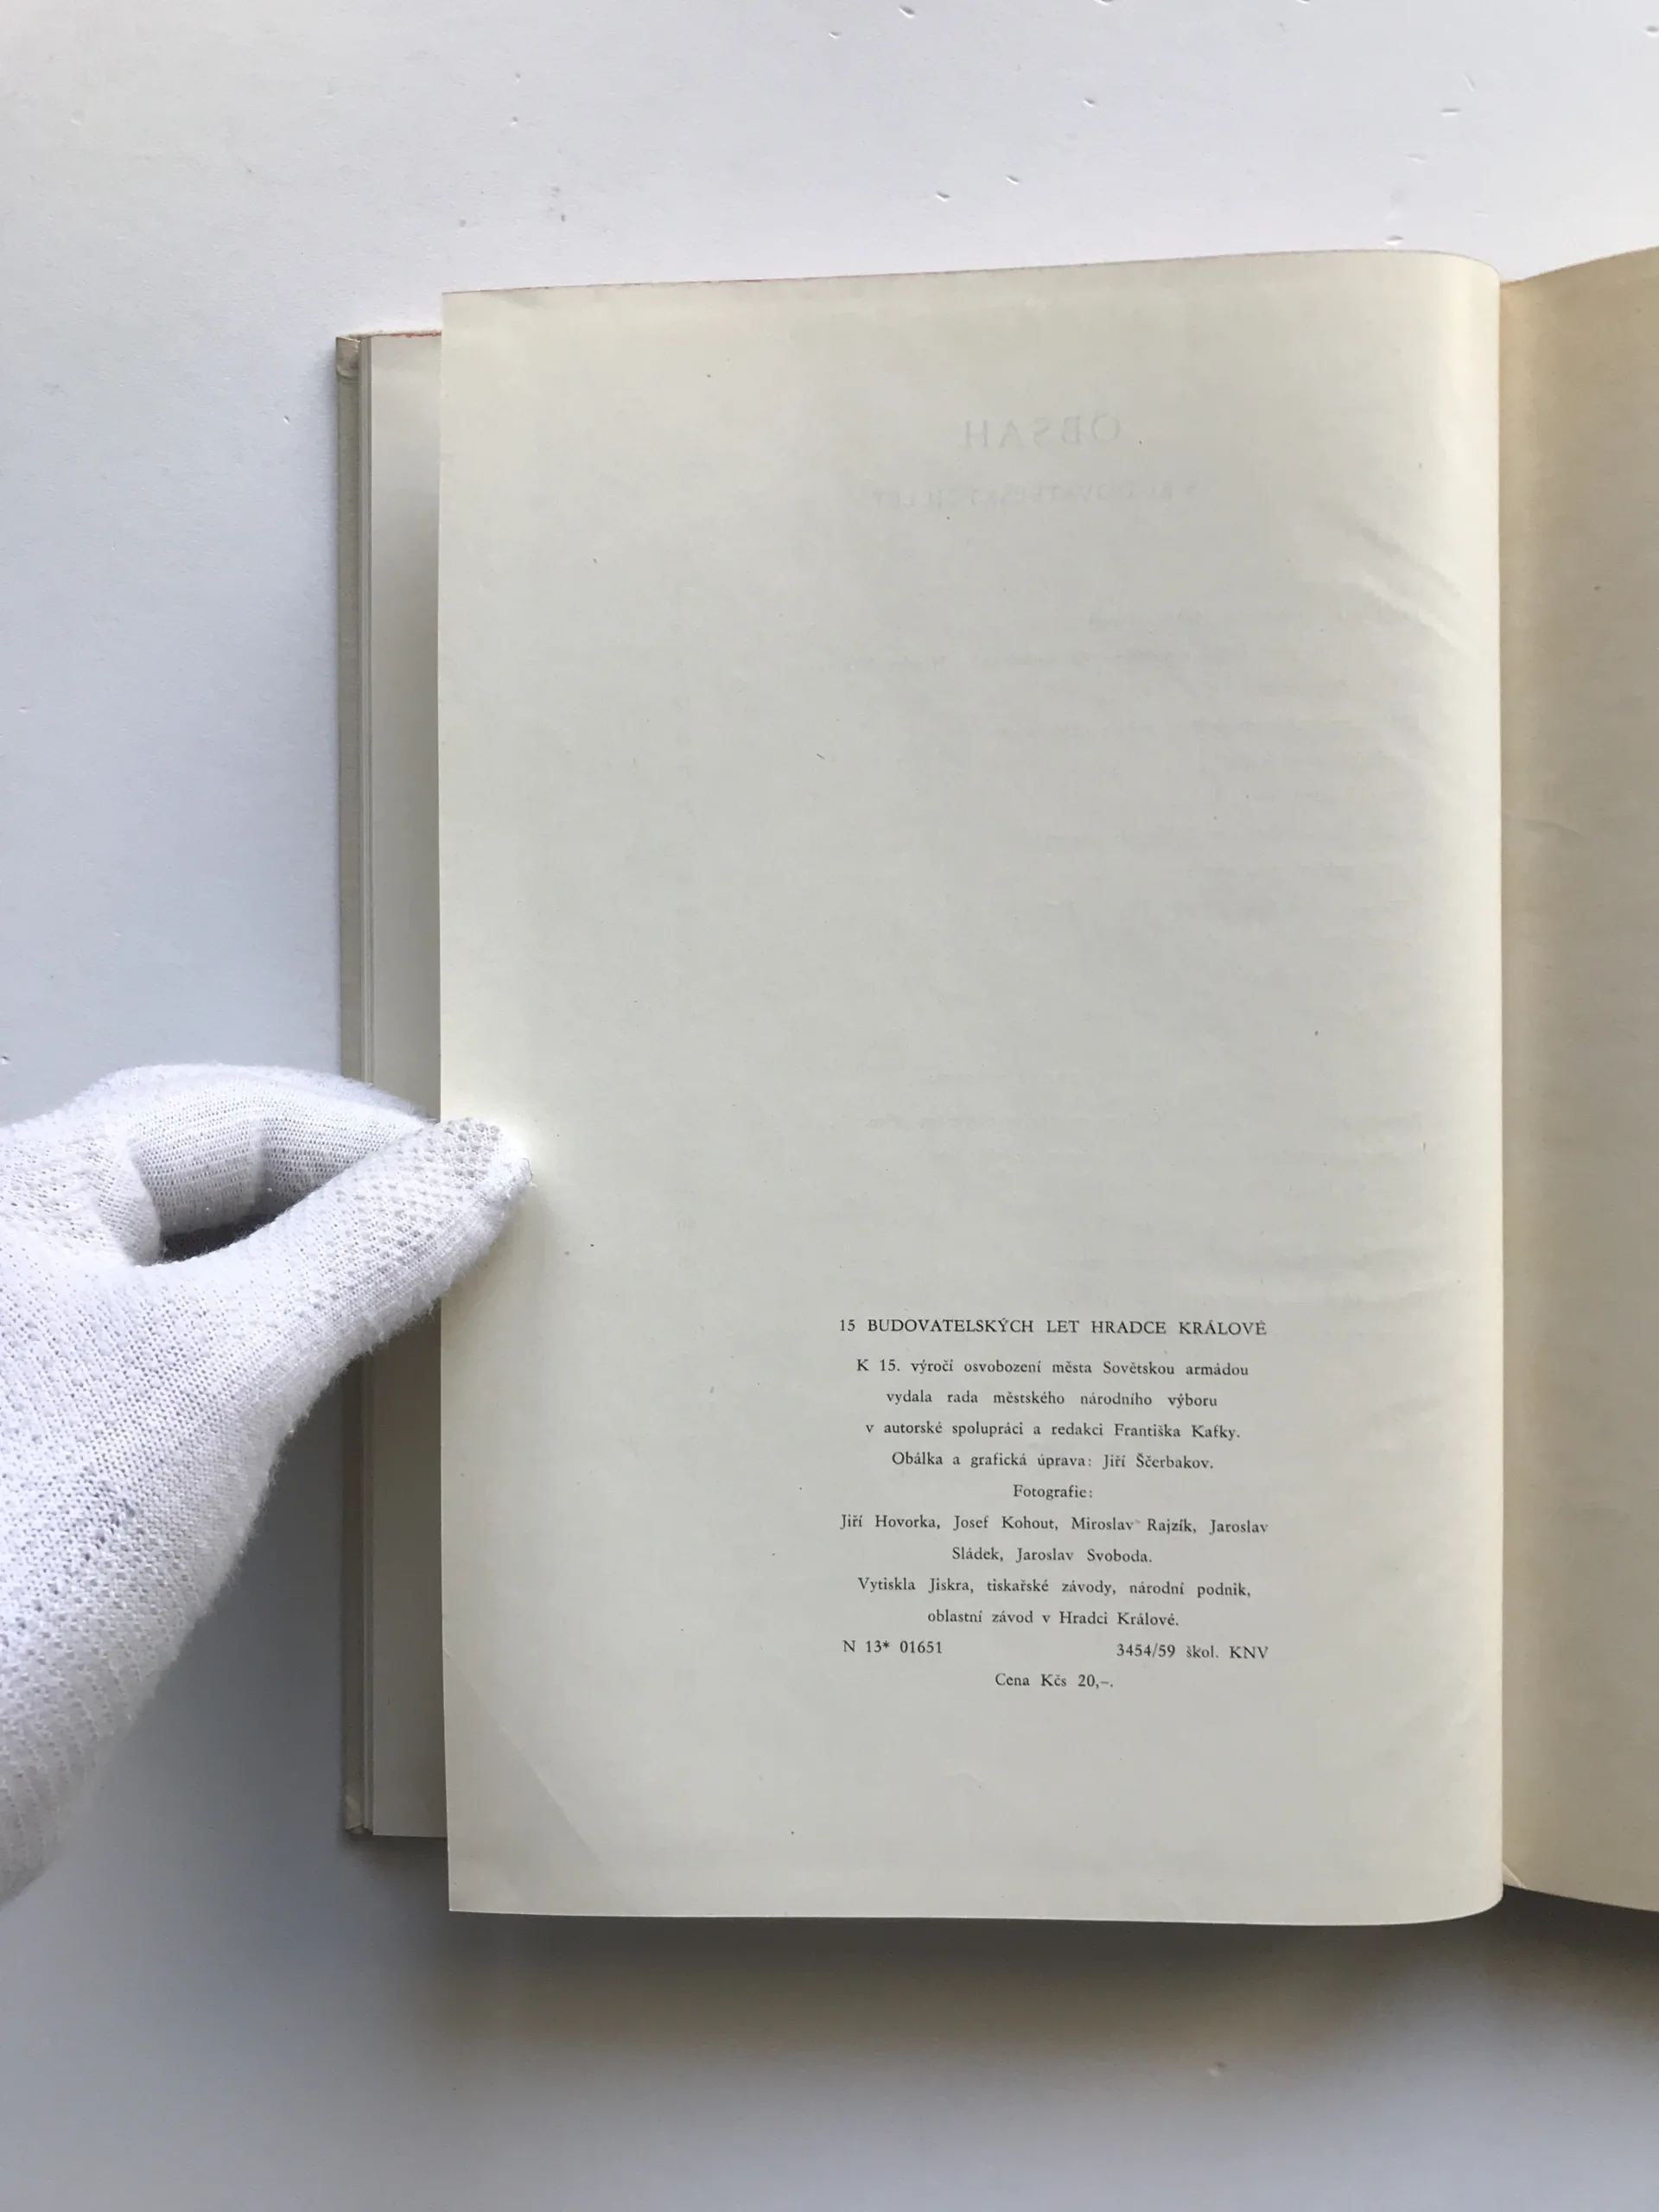 15 BUDOVATELSKÝCH LET HRADCE KRÁLOVÉ
K 15. výročí osvobození města Sovětskou armádou
vydala rada městského národního výboru
v autorské spolupráci a redakci Františka Kafky.
Obálka a grafická úprava: Jiří Ščerbakov.
Fotografie:
Jiří Hovorka, Josef Kohout, Miroslav Rajzík, Jaroslav
Sládek, Jaroslav Svoboda.
Vytiskla Jiskra, tiskařské závody, národní podnik,
oblastní závod v Hradci Králové.
N 13* 01651 3454/59 škol. KNV
Cena Kčs 20,–.